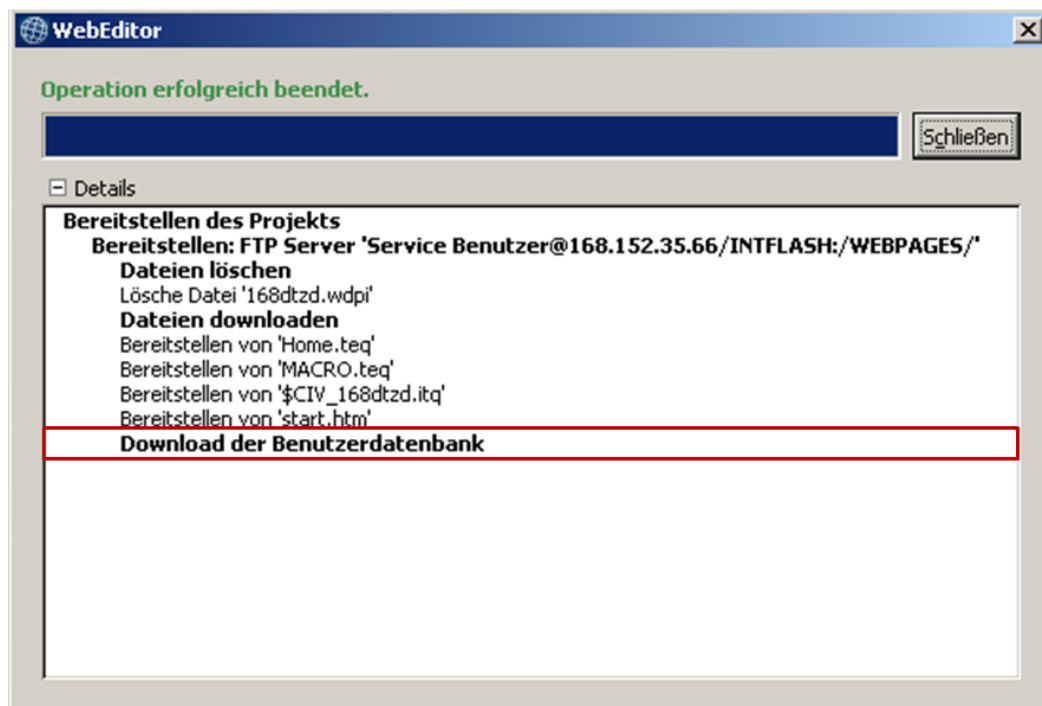 WebEditor
Operation erfolgreich beendet.
Schließen
Details
Bereitstellen des Projekts
Bereitstellen: FTP Server 'Service Benutzer@168.152.35.66/INTFLASH:/WEBPAGES/'
Dateien löschen
Lösche Datei '168dtzd.wdpi'
Dateien downloaden
Bereitstellen von 'Home.teq'
Bereitstellen von 'MACRO.teq'
Bereitstellen von '$CIV_168dtzd.itq'
Bereitstellen von 'start.htm'
Download der Benutzerdatenbank